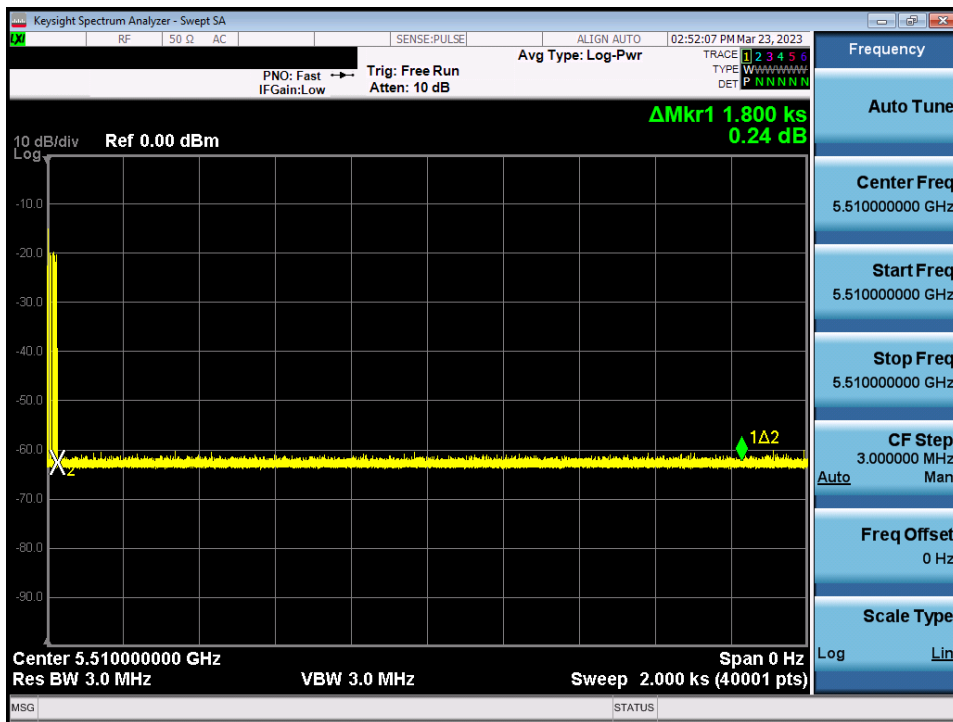 Keysight Spectrum Analyzer - Swept SA
LXI RF 50 Ω AC SENSE:PULSE ALIGN AUTO 02:52:07 PM Mar 23, 2023
PNO: Fast
IFGain:Low
Trig: Free Run
Atten: 10 dB
Avg Type: Log-Pwr
TRACE 1 2 3 4 5 6
TYPE WWWWWWW
DET P N N N N N
ΔMkr1 1.800 ks
0.24 dB
10 dB/div
Log
Ref 0.00 dBm
-10.0
-20.0
-30.0
-40.0
-50.0
-60.0
-70.0
-80.0
-90.0
X2
1Δ2
Center 5.510000000 GHz
Span 0 Hz
Res BW 3.0 MHz
VBW 3.0 MHz
Sweep 2.000 ks (40001 pts)
MSG
STATUS
Frequency
Auto Tune
Center Freq
5.510000000 GHz
Start Freq
5.510000000 GHz
Stop Freq
5.510000000 GHz
CF Step
3.000000 MHz
Auto Man
Freq Offset
0 Hz
Scale Type
Log Lin